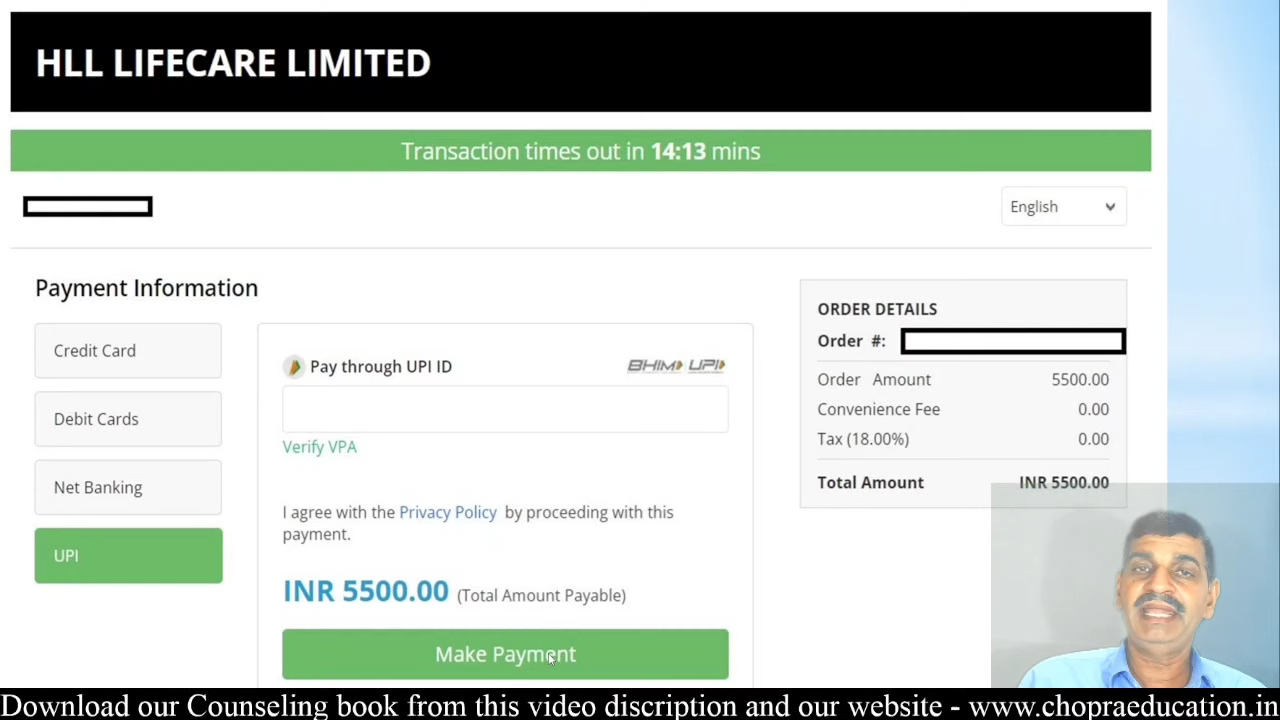 HLL LIFECARE LIMITED
Transaction times out in 14:13 mins
English
Payment Information
Credit Card
Debit Cards
Net Banking
UPI
Pay through UPI ID
BHIM UPI
Verify VPA
I agree with the Privacy Policy by proceeding with this
payment.
INR 5500.00 (Total Amount Payable)
Make Payment
ORDER DETAILS
Order #:
Order Amount 5500.00
Convenience Fee 0.00
Tax (18.00%) 0.00
Total Amount INR 5500.00
Download our Counseling book from this video discription and our website - www.chopraeducation.in